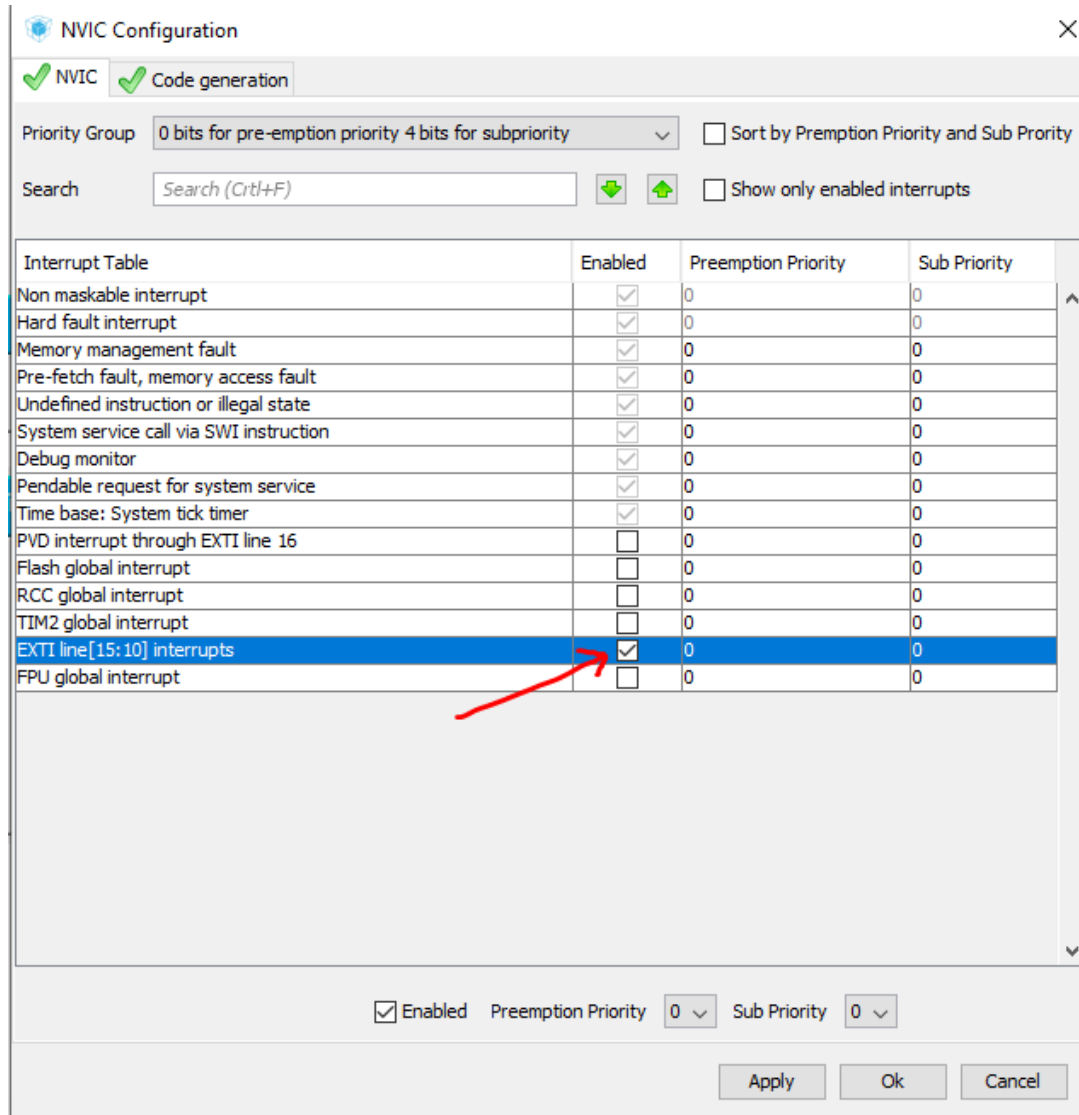 NVIC Configuration
NVIC Code generation
Priority Group 0 bits for pre-emption priority 4 bits for subpriority Sort by Premption Priority and Sub Prority
Search Search (Crtl+F) Show only enabled interrupts
Interrupt Table Enabled Preemption Priority Sub Priority
Non maskable interrupt 0 0
Hard fault interrupt 0 0
Memory management fault 0 0
Pre-fetch fault, memory access fault 0 0
Undefined instruction or illegal state 0 0
System service call via SWI instruction 0 0
Debug monitor 0 0
Pendable request for system service 0 0
Time base: System tick timer 0 0
PVD interrupt through EXTI line 16 0 0
Flash global interrupt 0 0
RCC global interrupt 0 0
TIM2 global interrupt 0 0
EXTI line[15:10] interrupts 0 0
FPU global interrupt 0 0
Enabled Preemption Priority 0 Sub Priority 0
Apply Ok Cancel